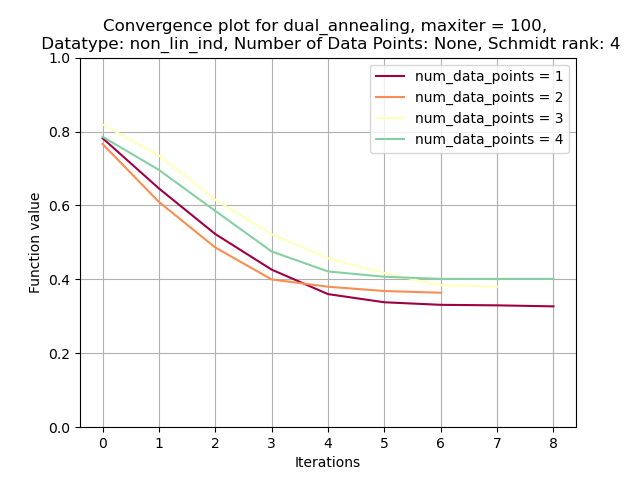 Convergence plot for dual_annealing, maxiter = 100,
Datatype: non_lin_ind, Number of Data Points: None, Schmidt rank: 4
num_data_points = 1
num_data_points = 2
num_data_points = 3
num_data_points = 4
1.0
0.8
0.6
0.4
0.2
0.0
Function value
0 1 2 3 4 5 6 7 8
Iterations